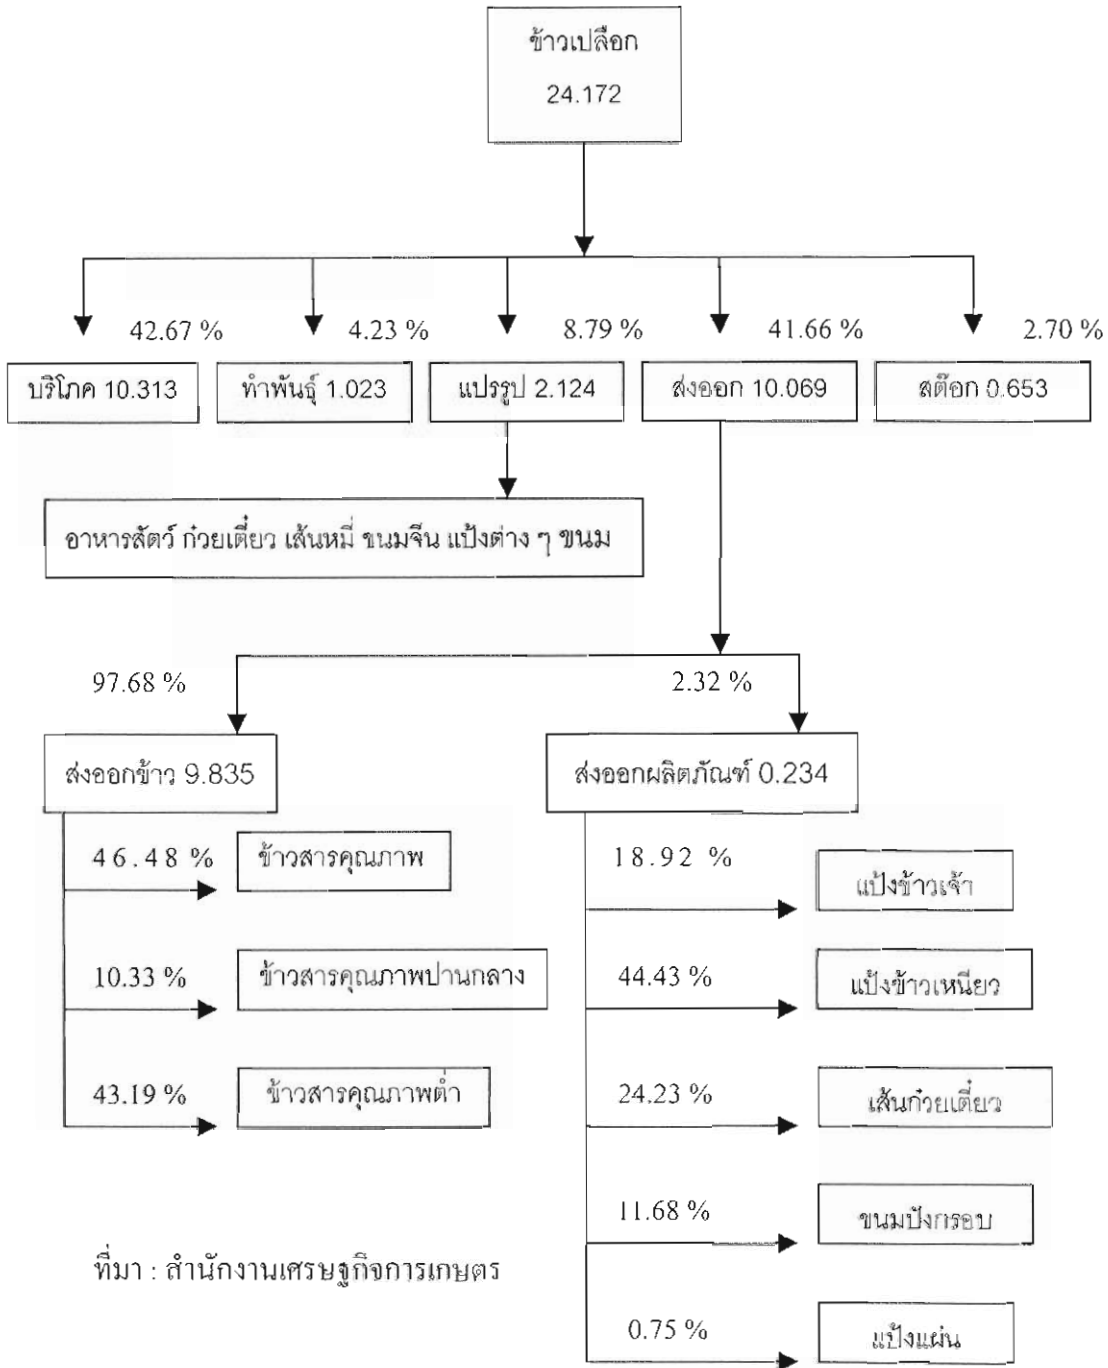 ข้าวเปลือก
24.172
42.67 %
4.23 %
8.79 %
41.66 %
2.70 %
บริโภค 10.313
ทำพันธุ์ 1.023
แปรรูป 2.124
ส่งออก 10.069
สต๊อก 0.653
อาหารสัตว์ ก๋วยเตี๋ยว เส้นหมี่ ขนมจีน แป้งต่าง ๆ ขนม
97.68 %
2.32 %
ส่งออกข้าว 9.835
ส่งออกผลิตภัณฑ์ 0.234
46.48 %
ข้าวสารคุณภาพ
10.33 %
ข้าวสารคุณภาพปานกลาง
43.19 %
ข้าวสารคุณภาพต่ำ
18.92 %
แป้งข้าวเจ้า
44.43 %
แป้งข้าวเหนียว
24.23 %
เส้นก๋วยเตี๋ยว
11.68 %
ขนมปังกรอบ
0.75 %
แป้งแผ่น
ที่มา : สำนักงานเศรษฐกิจการเกษตร